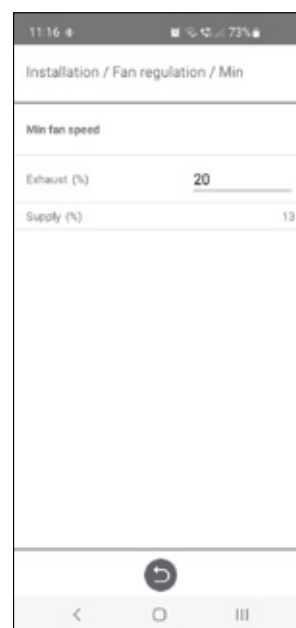 11:16 73%
Installation / Fan regulation / Min
Min fan speed
Exhaust (%) 20
Supply (%) 13